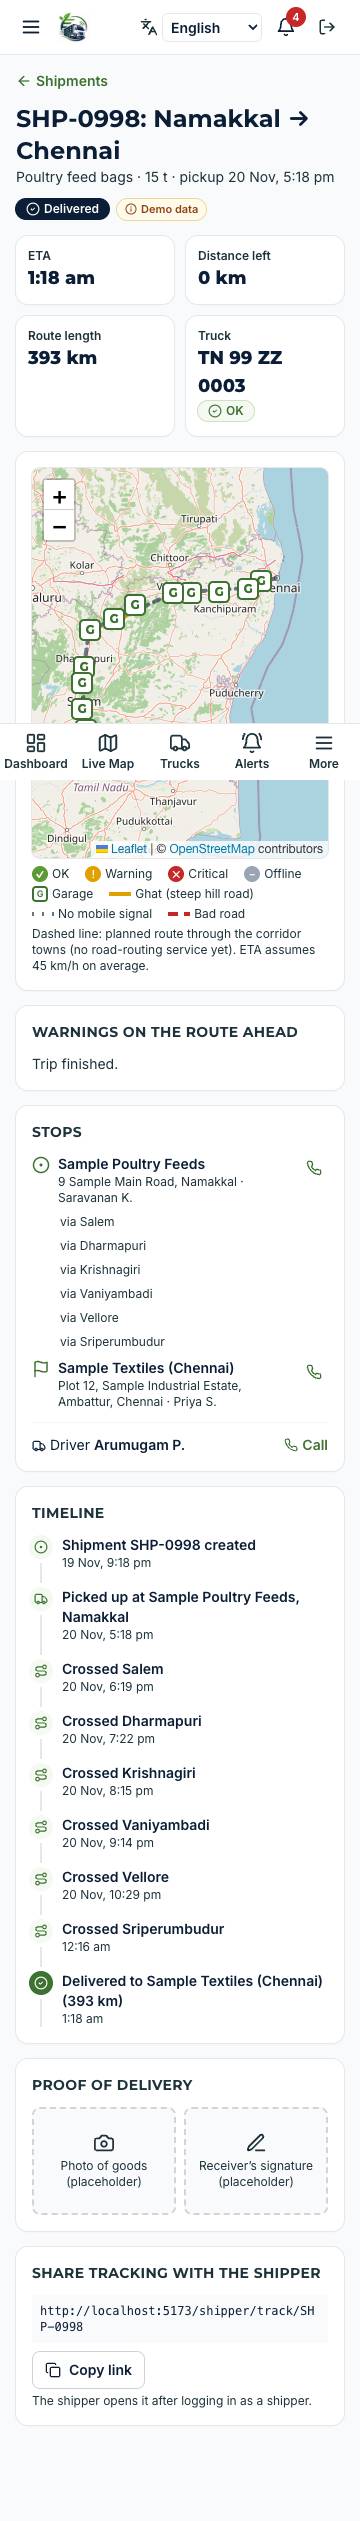 English
4
Shipments
SHP-0998: Namakkal →
Chennai
Poultry feed bags · 15 t · pickup 20 Nov, 5:18 pm
Delivered
Demo data
ETA
1:18 am
Distance left
0 km
Route length
393 km
Truck
TN 99 ZZ
0003
OK
+
−
Tirupati
Chittoor
Kolar
aluru
Kanchipuram
ennai
G
G
G
G
G
G
G
G
G
G
G
G
Puducherry
Dashboard
Live Map
Trucks
Alerts
More
Tamil Nadu
Thanjavur
Pudukkottai
Dindigul
Leaflet | © OpenStreetMap contributors
OK
Warning
Critical
Offline
G Garage
Ghat (steep hill road)
No mobile signal
Bad road
Dashed line: planned route through the corridor
towns (no road-routing service yet). ETA assumes
45 km/h on average.
WARNINGS ON THE ROUTE AHEAD
Trip finished.
STOPS
Sample Poultry Feeds
9 Sample Main Road, Namakkal ·
Saravanan K.
via Salem
via Dharmapuri
via Krishnagiri
via Vaniyambadi
via Vellore
via Sriperumbudur
Sample Textiles (Chennai)
Plot 12, Sample Industrial Estate,
Ambattur, Chennai · Priya S.
Driver Arumugam P.
Call
TIMELINE
Shipment SHP-0998 created
19 Nov, 9:18 pm
Picked up at Sample Poultry Feeds,
Namakkal
20 Nov, 5:18 pm
Crossed Salem
20 Nov, 6:19 pm
Crossed Dharmapuri
20 Nov, 7:22 pm
Crossed Krishnagiri
20 Nov, 8:15 pm
Crossed Vaniyambadi
20 Nov, 9:14 pm
Crossed Vellore
20 Nov, 10:29 pm
Crossed Sriperumbudur
12:16 am
Delivered to Sample Textiles (Chennai)
(393 km)
1:18 am
PROOF OF DELIVERY
Photo of goods
(placeholder)
Receiver’s signature
(placeholder)
SHARE TRACKING WITH THE SHIPPER
http://localhost:5173/shipper/track/SH
P-0998
Copy link
The shipper opens it after logging in as a shipper.